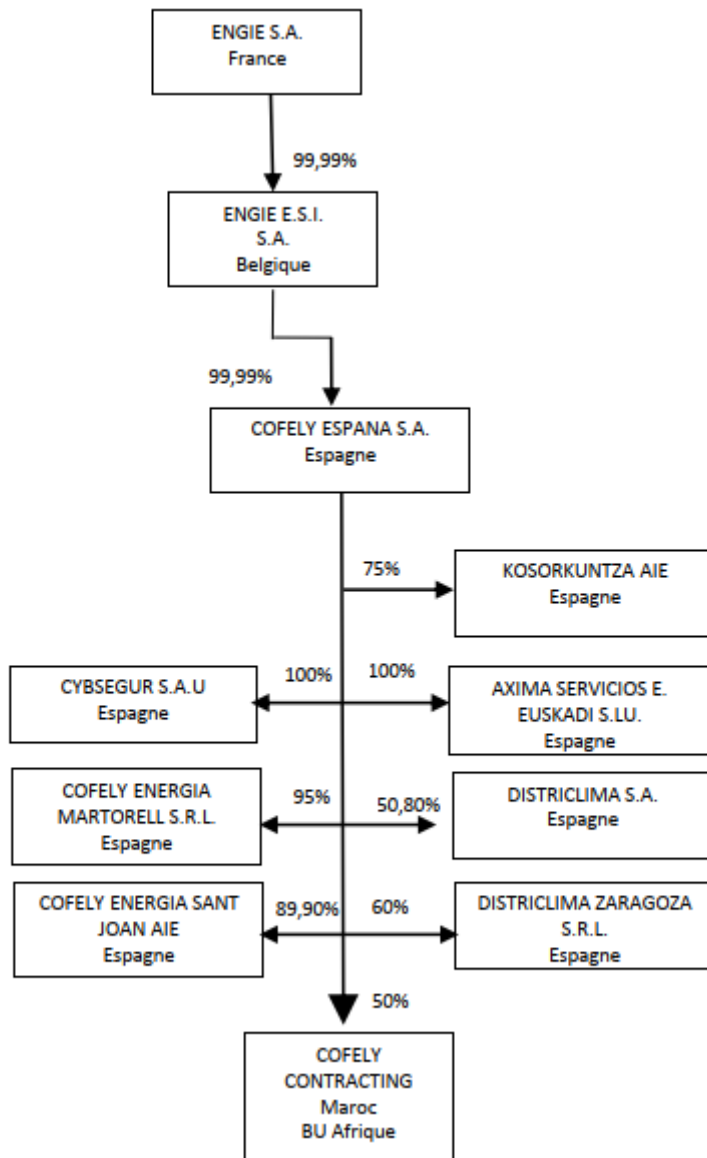 ENGIE S.A.
France
99,99%
ENGIE E.S.I.
S.A.
Belgique
99,99%
COFELY ESPANA S.A.
Espagne
75%
KOSORKUNTZA AIE
Espagne
CYBSEGUR S.A.U
Espagne
100%
100%
AXIMA SERVICIOS E.
EUSKADI S.LU.
Espagne
COFELY ENERGIA
MARTORELL S.R.L.
Espagne
95%
50,80%
DISTRICLIMA S.A.
Espagne
COFELY ENERGIA SANT
JOAN AIE
Espagne
89,90%
60%
DISTRICLIMA ZARAGOZA
S.R.L.
Espagne
50%
COFELY
CONTRACTING
Maroc
BU Afrique